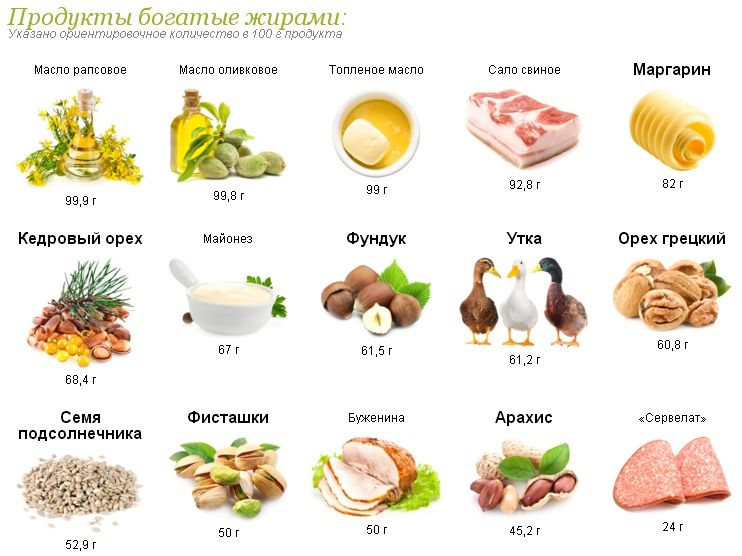 Продукты богатые жирами:
Указано ориентировочное количество в 100 г продукта
Масло рапсовое
Масло оливковое
Топленое масло
Сало свиное
Маргарин
99,9 г
99,8 г
99 г
92,8 г
82 г
Кедровый орех
Майонез
Фундук
Утка
Орех грецкий
68,4 г
67 г
61,5 г
61,2 г
60,8 г
Семя
подсолнечника
Фисташки
Буженина
Арахис
«Сервелат»
52,9 г
50 г
50 г
45,2 г
24 г